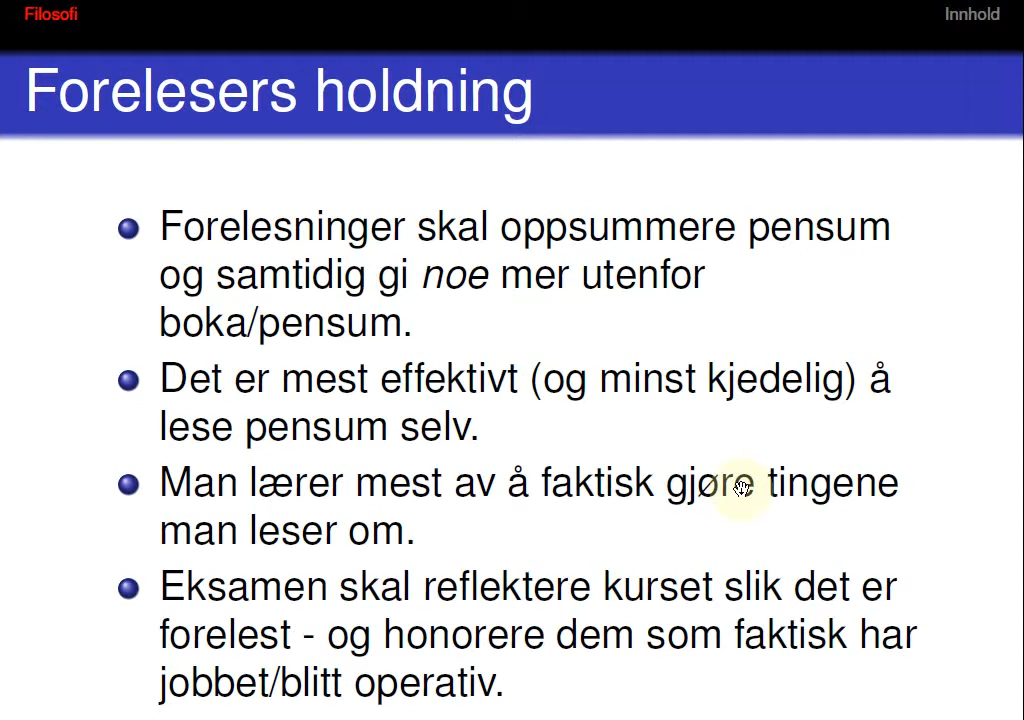 Filosofi
Innhold
Forelesers holdning
Forelesninger skal oppsummere pensum
og samtidig gi noe mer utenfor
boka/pensum.
Det er mest effektivt (og minst kjedelig) å
lese pensum selv.
Man lærer mest av å faktisk gjøre tingene
man leser om.
Eksamen skal reflektere kurset slik det er
forelest - og honorere dem som faktisk har
jobbet/blitt operativ.